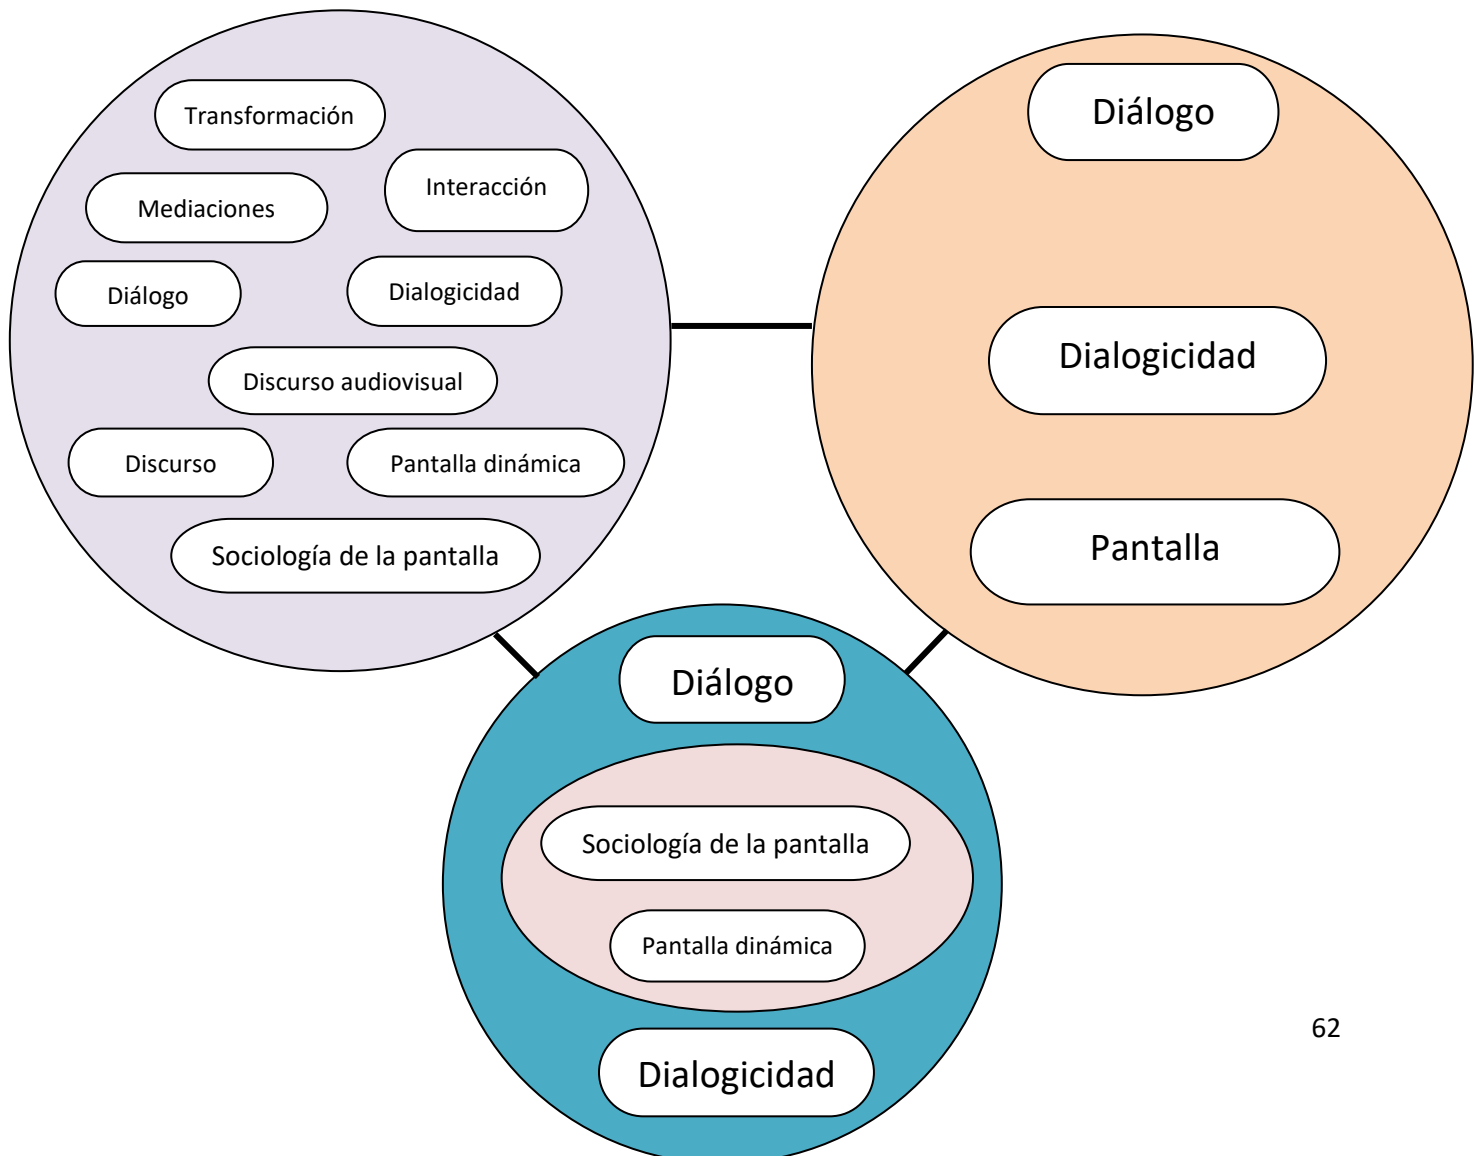 Transformación
Interacción
Mediaciones
Diálogo
Dialogicidad
Discurso audiovisual
Discurso
Pantalla dinámica
Sociología de la pantalla
Diálogo
Dialogicidad
Pantalla
Diálogo
Sociología de la pantalla
Pantalla dinámica
Dialogicidad
62